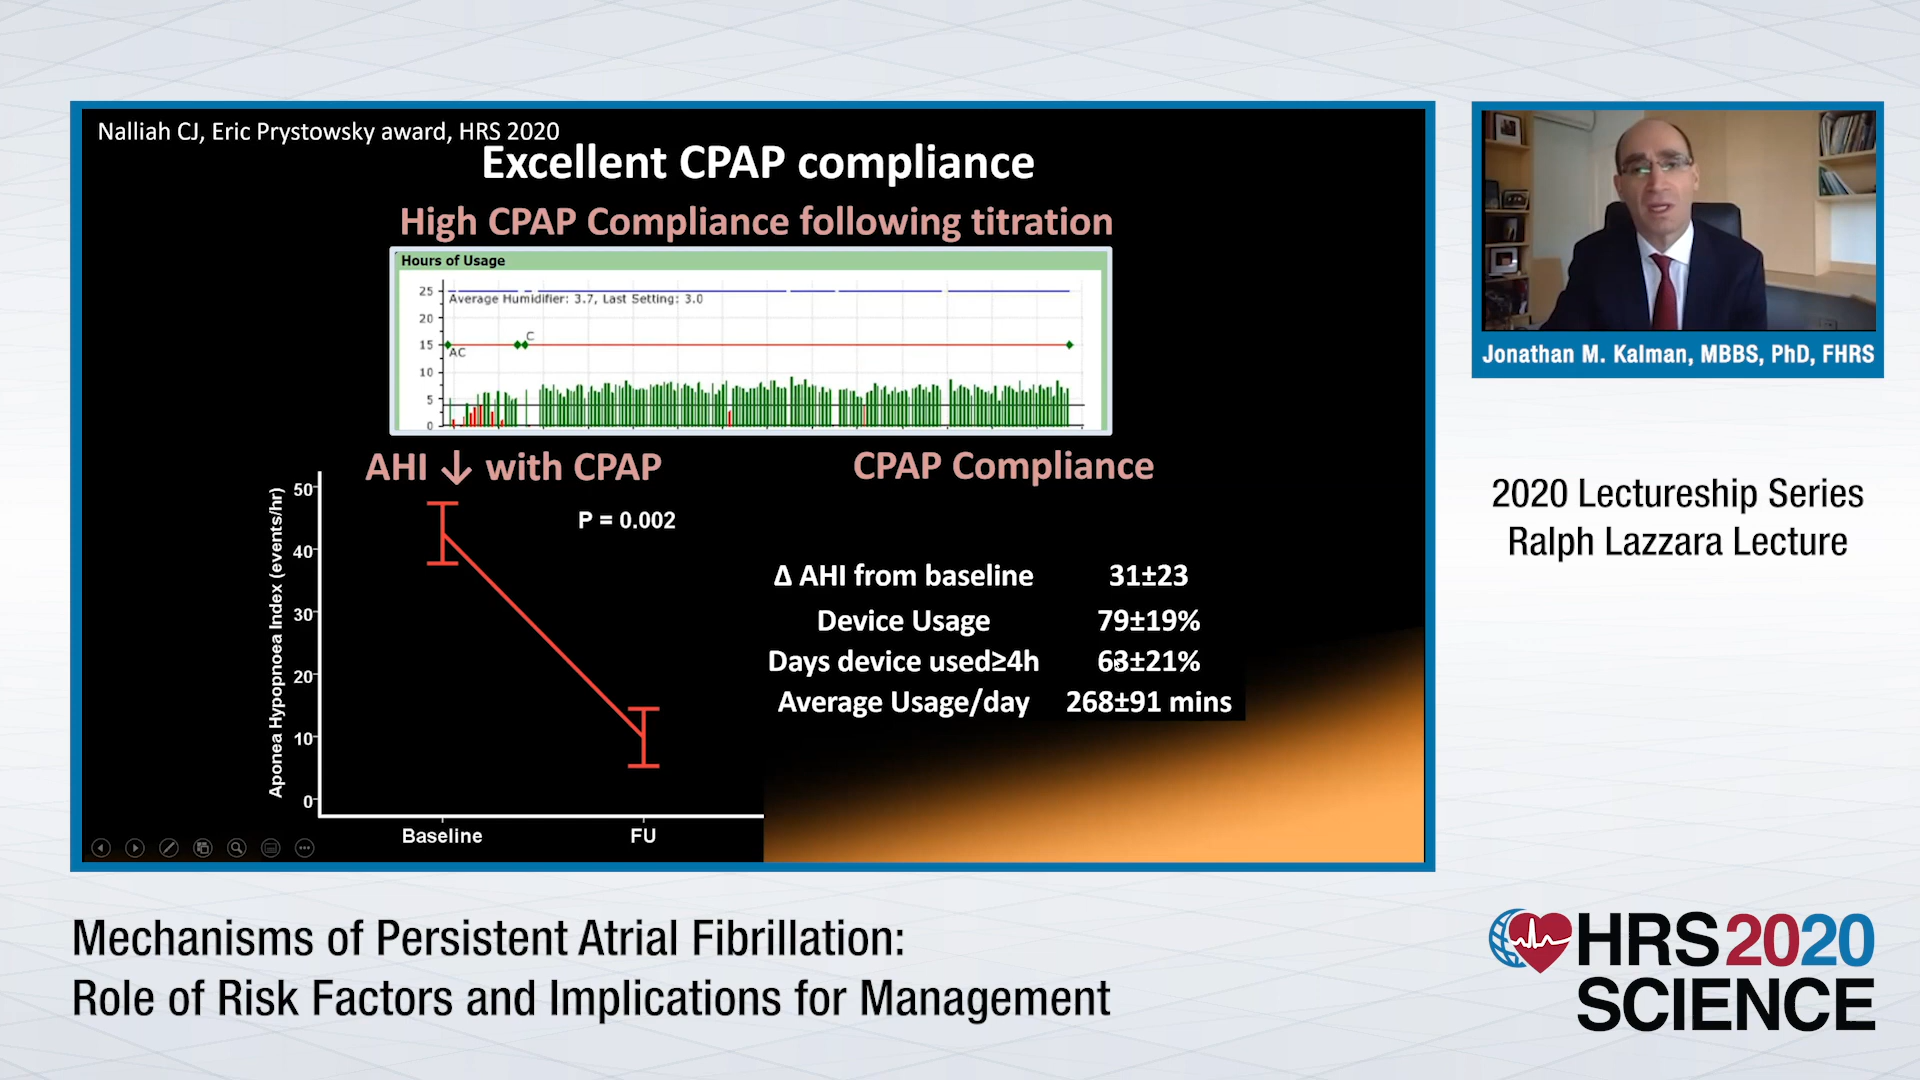 Nalliah CJ, Eric Prystowsky award, HRS 2020
Excellent CPAP compliance
High CPAP Compliance following titration
Hours of Usage
25
Average Humidifier: 3.7, Last Setting: 3.0
20
C
15
AC
10
5
0
AHI ↓ with CPAP
50
P = 0.002
40
30
20
10
0
Aponea Hypopnoea Index (events/hr)
Baseline FU
CPAP Compliance
Δ AHI from baseline 31±23
Device Usage 79±19%
Days device used≥4h 63±21%
Average Usage/day 268±91 mins
Jonathan M. Kalman, MBBS, PhD, FHRS
2020 Lectureship Series
Ralph Lazzara Lecture
Mechanisms of Persistent Atrial Fibrillation:
Role of Risk Factors and Implications for Management
HRS 2020
SCIENCE